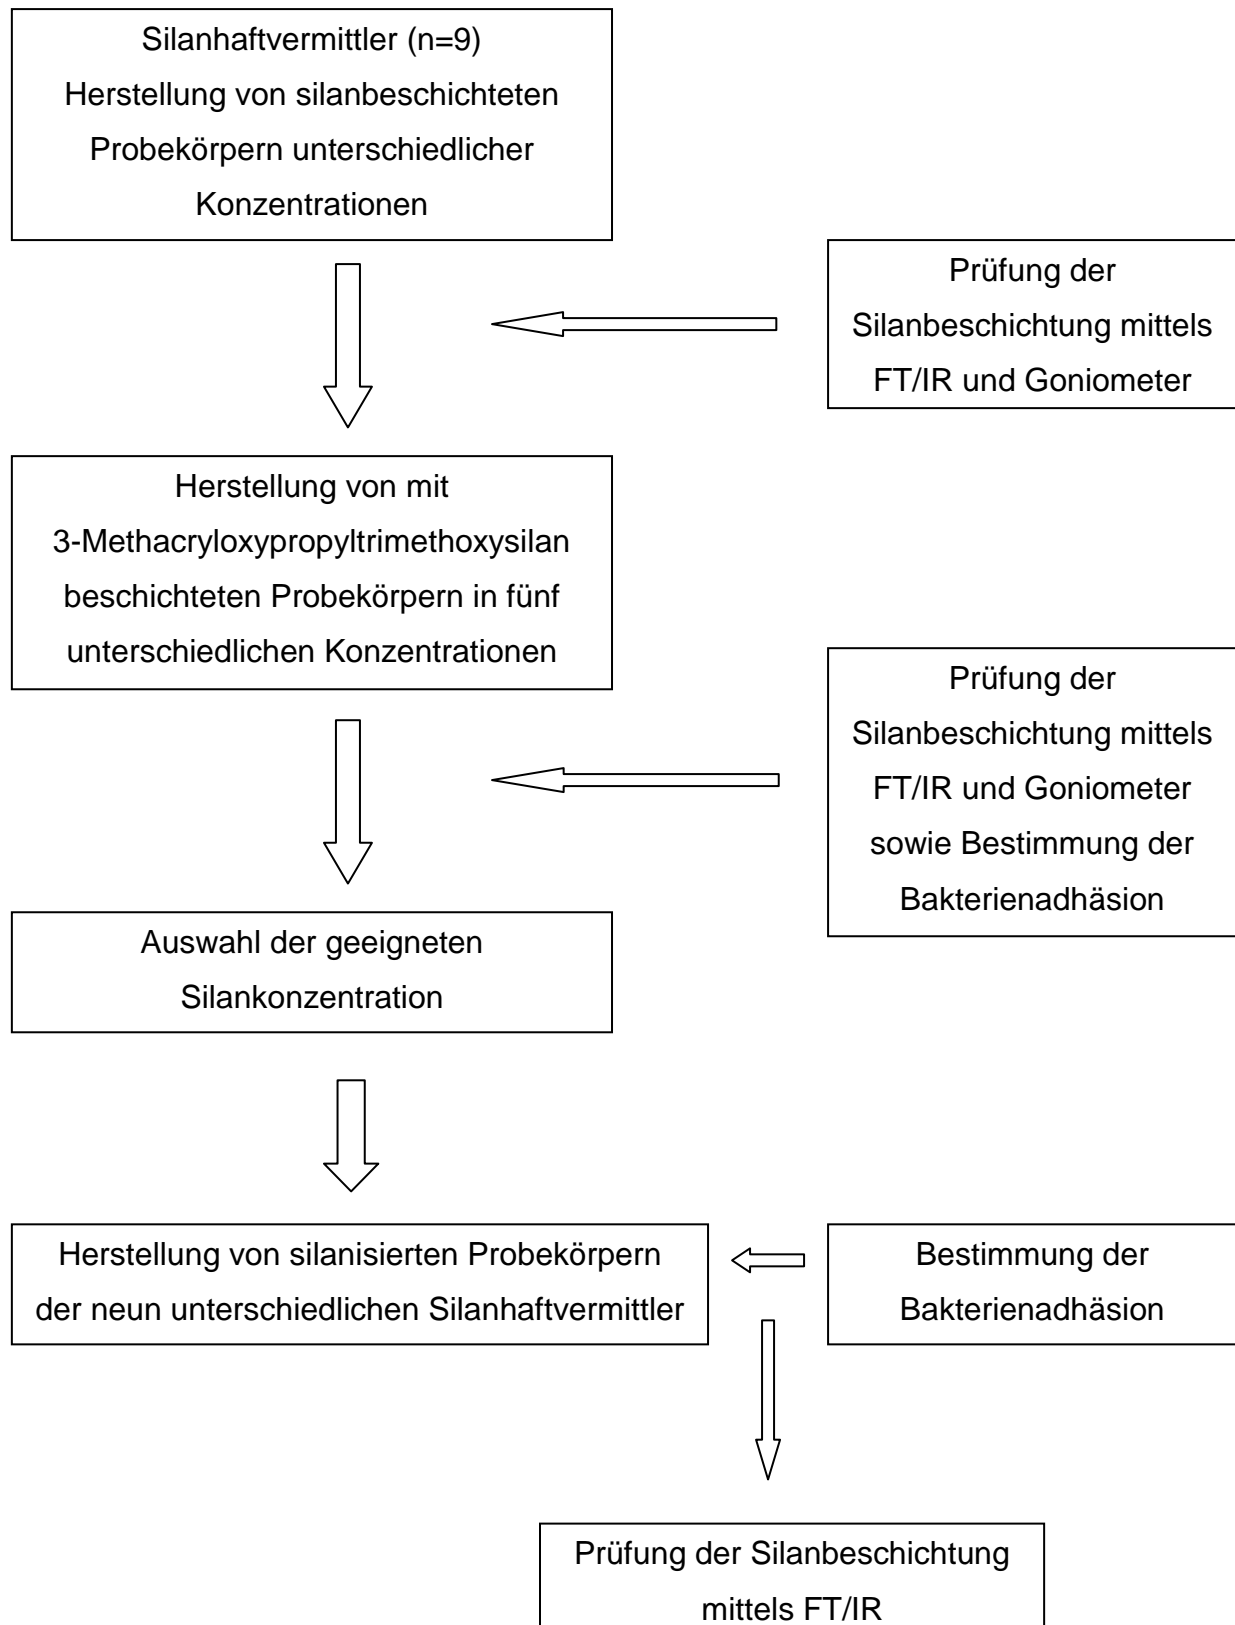 Silanhaftvermittler (n=9)
Herstellung von silanbeschichteten
Probekörpern unterschiedlicher
Konzentrationen
Prüfung der
Silanbeschichtung mittels
FT/IR und Goniometer
Herstellung von mit
3-Methacryloxypropyltrimethoxysilan
beschichteten Probekörpern in fünf
unterschiedlichen Konzentrationen
Prüfung der
Silanbeschichtung mittels
FT/IR und Goniometer
sowie Bestimmung der
Bakterienadhäsion
Auswahl der geeigneten
Silankonzentration
Herstellung von silanisierten Probekörpern
der neun unterschiedlichen Silanhaftvermittler
Bestimmung der
Bakterienadhäsion
Prüfung der Silanbeschichtung
mittels FT/IR